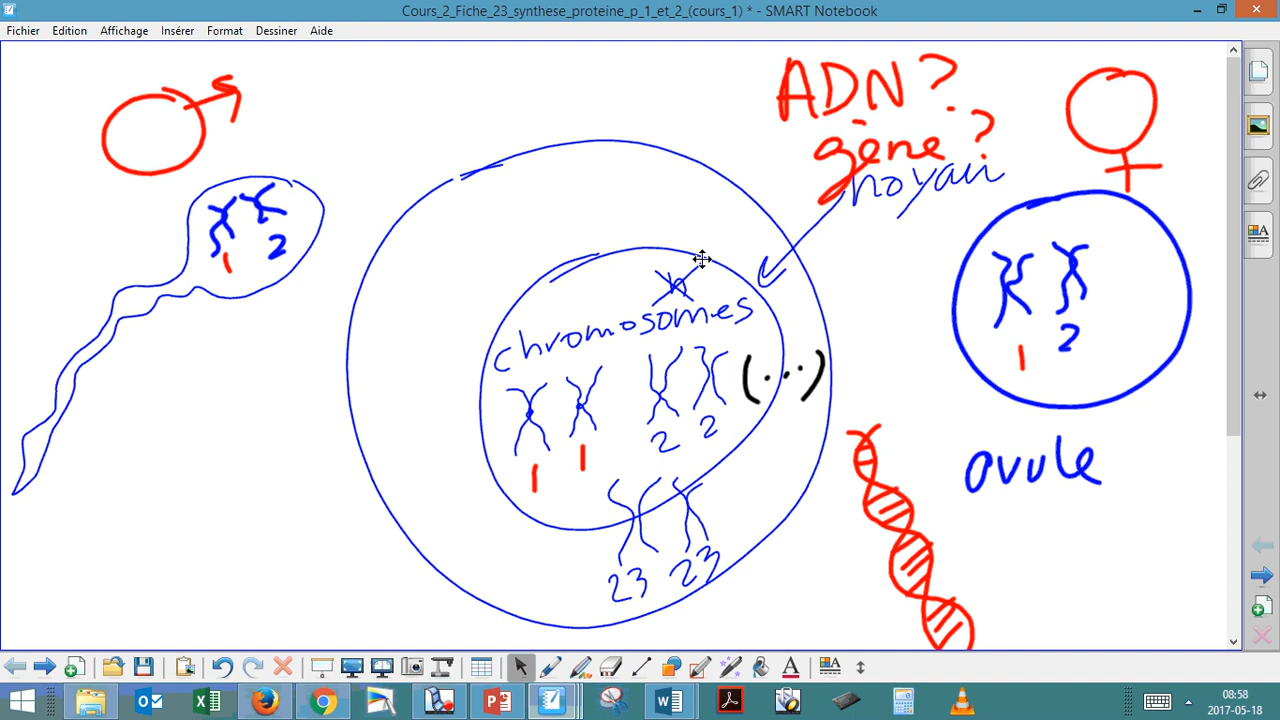 Cours_2_Fiche_23_synthese_proteine_p_1_et_2_(cours_1) * - SMART Notebook
Fichier Edition Affichage Insérer Format Dessiner Aide
ADN?
gène?
noyau
1 2
chromosomes
(...)
1 1 2 2
23 23
1 2
ovule
08:58
2017-05-18